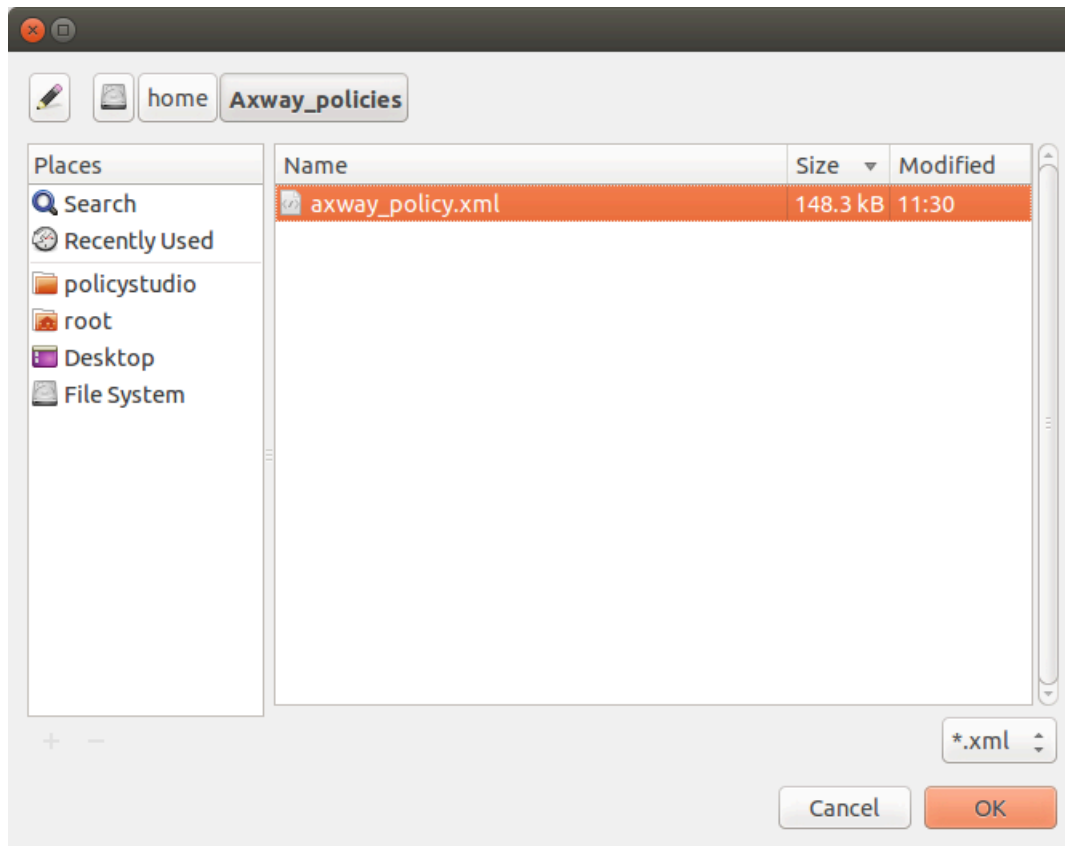 home Axway_policies
Places Name Size Modified
Search axway_policy.xml 148.3 kB 11:30
Recently Used
policystudio
root
Desktop
File System
*.xml
Cancel OK